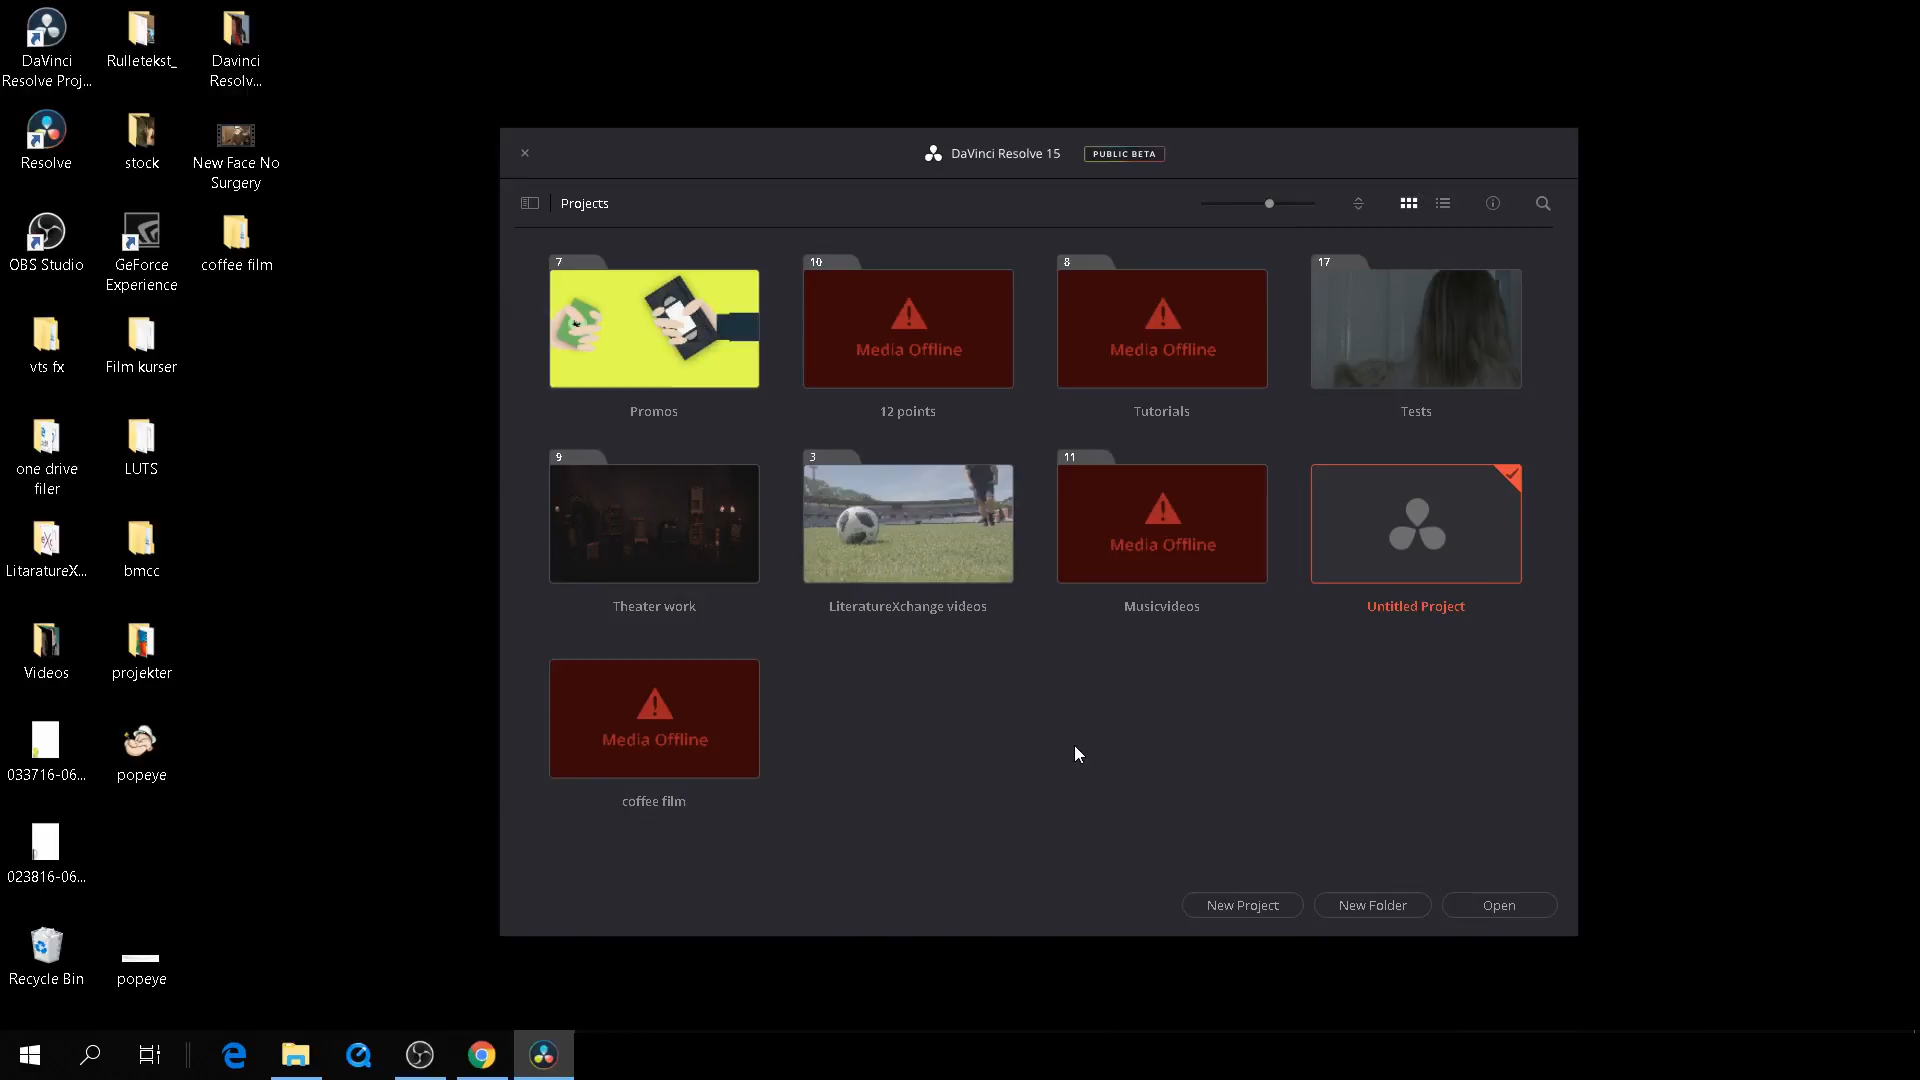 DaVinci
Resolve Proj...
Rulletekst_
Davinci
Resolv...
Resolve
stock
New Face No
Surgery
OBS Studio
GeForce
Experience
coffee film
vts fx
Film kurser
one drive
filer
LUTS
LitaratureX...
bmcc
Videos
projekter
033716-06...
popeye
023816-06...
Recycle Bin
popeye
DaVinci Resolve 15
PUBLIC BETA
Projects
7
10
8
17
Media Offline
Media Offline
Promos
12 points
Tutorials
Tests
9
3
11
Media Offline
Theater work
LiteratureXchange videos
Musicvideos
Untitled Project
Media Offline
coffee film
New Project
New Folder
Open